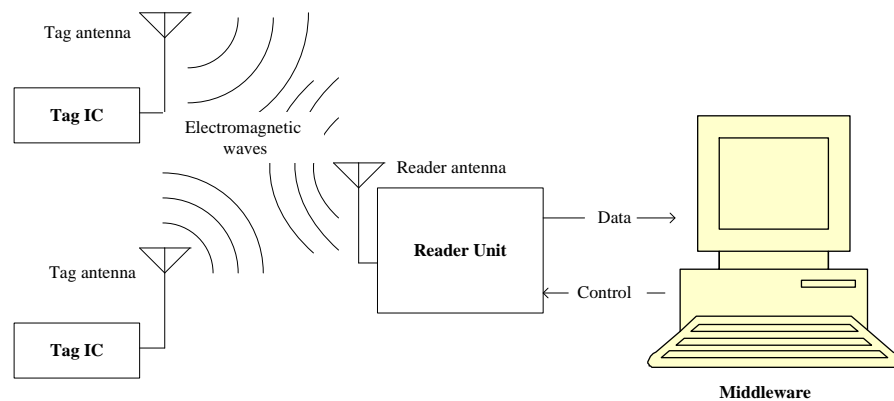 Tag antenna
Tag IC
Electromagnetic
waves
Reader antenna
Reader Unit
Data
Control
Tag antenna
Tag IC
Middleware